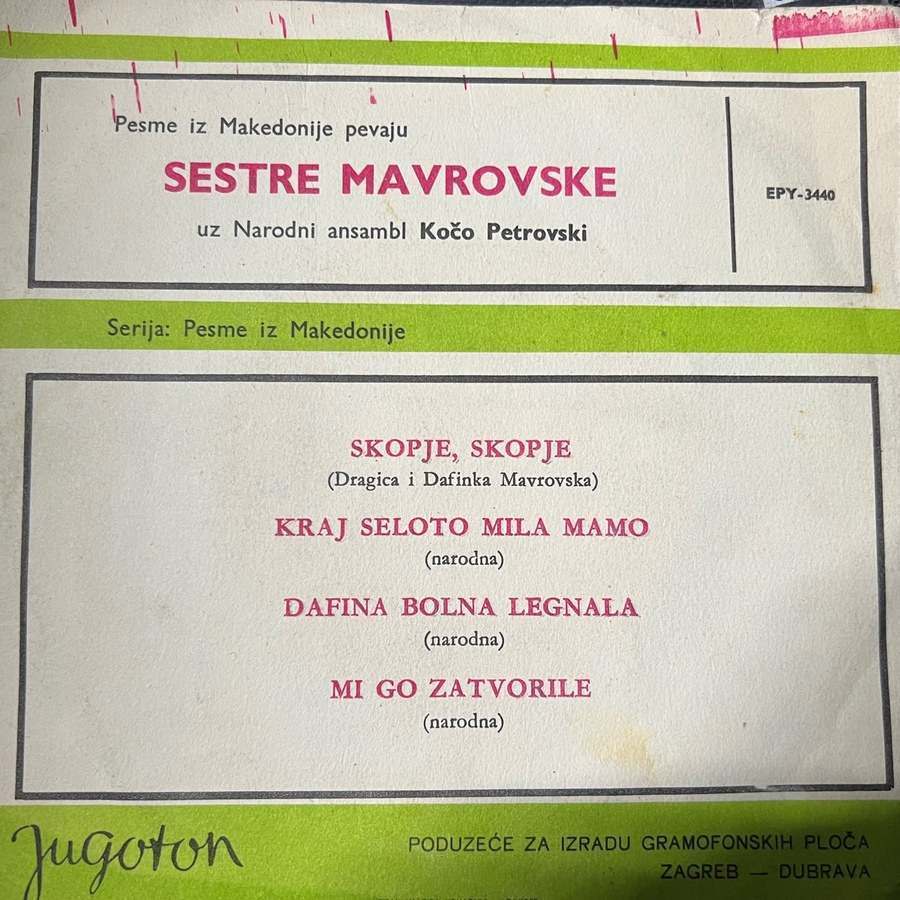 Pesme iz Makedonije pevaju
SESTRE MAVROVSKE
uz Narodni ansambl Kočo Petrovski
EPY-3440
Serija: Pesme iz Makedonije
SKOPJE, SKOPJE
(Dragica i Dafinka Mavrovska)
KRAJ SELOTO MILA MAMO
(narodna)
DAFINA BOLNA LEGNALA
(narodna)
MI GO ZATVORILE
(narodna)
Jugoton
PODUZEĆE ZA IZRADU GRAMOFONSKIH PLOČA
ZAGREB — DUBRAVA